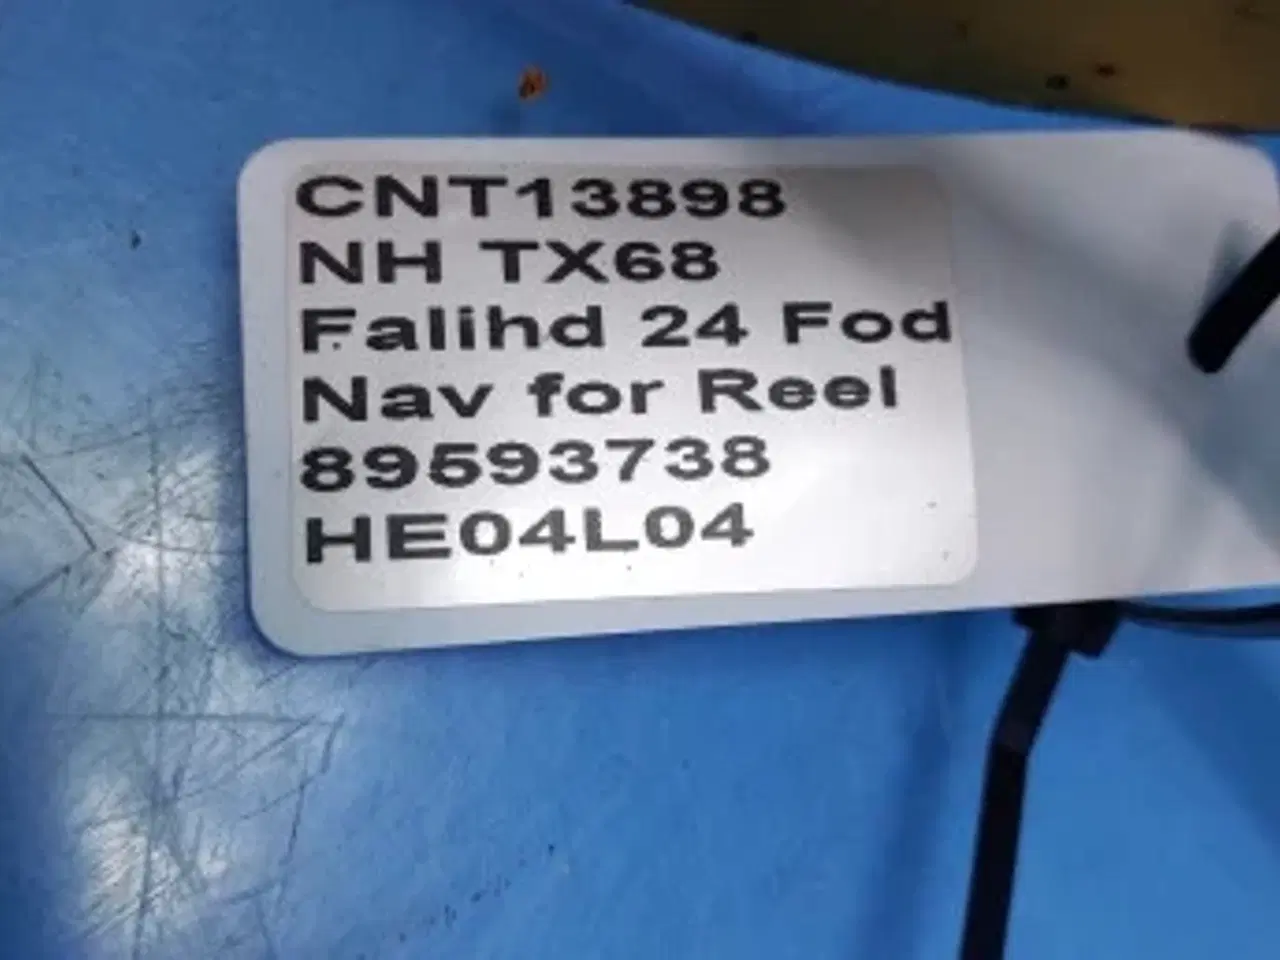 CNT13898
NH TX68
Falihd 24 Fod
Nav for Reel
89593738
HE04L04